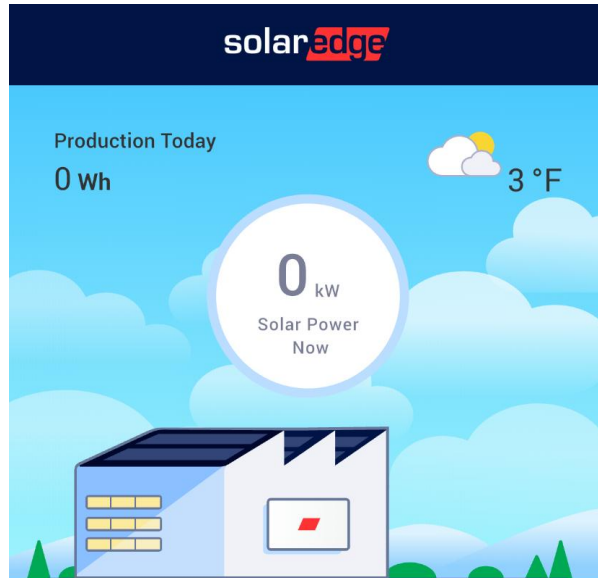 solaredge
Production Today
0 Wh
3 °F
0 kW
Solar Power
Now